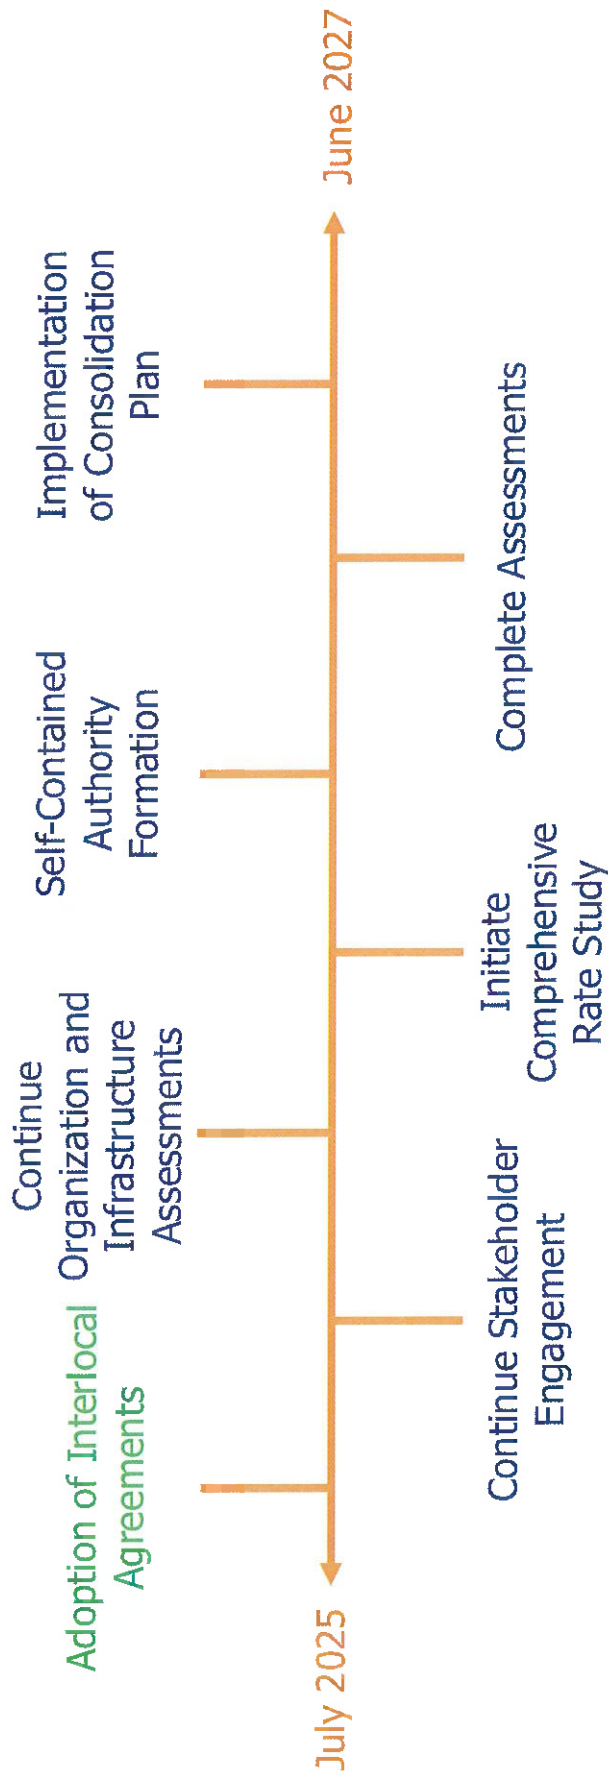 July 2025
Adoption of Interlocal
Agreements
Continue Stakeholder
Engagement
Continue
Organization and
Infrastructure
Assessments
Initiate
Comprehensive
Rate Study
Self-Contained
Authority
Formation
Complete Assessments
Implementation
of Consolidation
Plan
June 2027